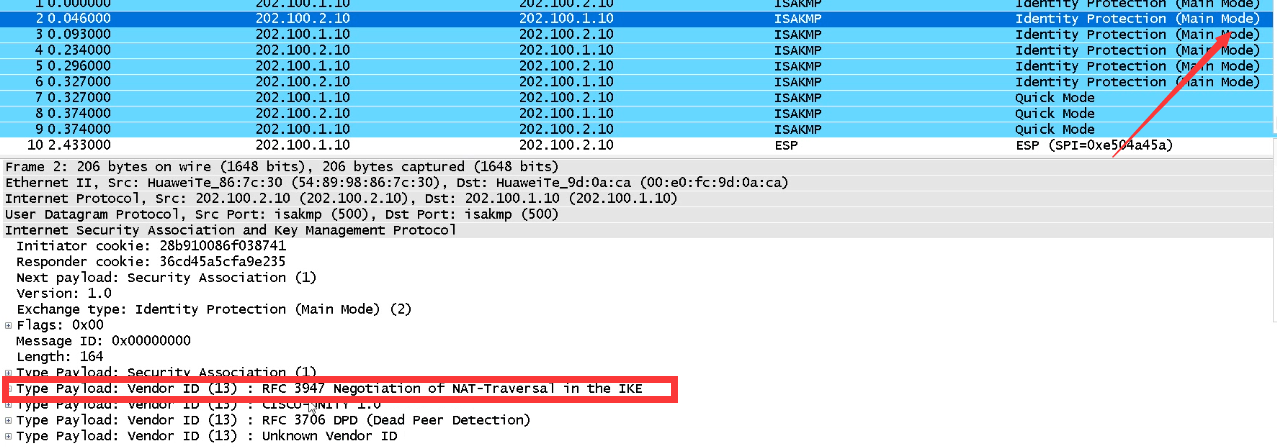 1 0.000000 202.100.1.10 202.100.2.10 ISAKMP Identity Protection (Main Mode)
2 0.046000 202.100.2.10 202.100.1.10 ISAKMP Identity Protection (Main Mode)
3 0.093000 202.100.1.10 202.100.2.10 ISAKMP Identity Protection (Main Mode)
4 0.234000 202.100.2.10 202.100.1.10 ISAKMP Identity Protection (Main Mode)
5 0.296000 202.100.1.10 202.100.2.10 ISAKMP Identity Protection (Main Mode)
6 0.327000 202.100.2.10 202.100.1.10 ISAKMP Identity Protection (Main Mode)
7 0.327000 202.100.1.10 202.100.2.10 ISAKMP Quick Mode
8 0.374000 202.100.2.10 202.100.1.10 ISAKMP Quick Mode
9 0.374000 202.100.1.10 202.100.2.10 ISAKMP Quick Mode
10 2.433000 202.100.1.10 202.100.2.10 ESP ESP (SPI=0xe504a45a)
Frame 2: 206 bytes on wire (1648 bits), 206 bytes captured (1648 bits)
Ethernet II, Src: HuaweiTe_86:7c:30 (54:89:98:86:7c:30), Dst: HuaweiTe_9d:0a:ca (00:e0:fc:9d:0a:ca)
Internet Protocol, Src: 202.100.2.10 (202.100.2.10), Dst: 202.100.1.10 (202.100.1.10)
User Datagram Protocol, Src Port: isakmp (500), Dst Port: isakmp (500)
Internet Security Association and Key Management Protocol
Initiator cookie: 28b910086f038741
Responder cookie: 36cd45a5cfa9e235
Next payload: Security Association (1)
Version: 1.0
Exchange type: Identity Protection (Main Mode) (2)
Flags: 0x00
Message ID: 0x00000000
Length: 164
Type Payload: Security Association (1)
Type Payload: Vendor ID (13) : RFC 3947 Negotiation of NAT-Traversal in the IKE
Type Payload: Vendor ID (13) : CISCO-UNITY 1.0
Type Payload: Vendor ID (13) : RFC 3706 DPD (Dead Peer Detection)
Type Payload: Vendor ID (13) : Unknown Vendor ID